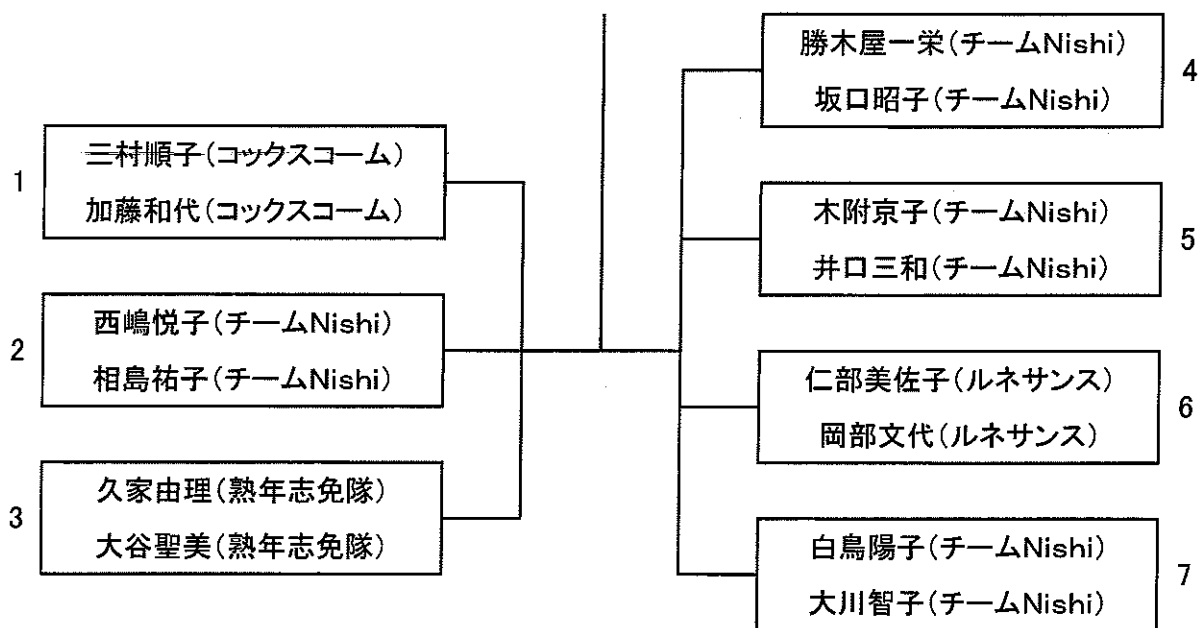 1
三村順子(コックスコーム)
加藤和代(コックスコーム)
2
西嶋悦子(チームNishi)
相島祐子(チームNishi)
3
久家由理(熟年志免隊)
大谷聖美(熟年志免隊)
勝木屋一栄(チームNishi)
坂口昭子(チームNishi)
4
木附京子(チームNishi)
井口三和(チームNishi)
5
仁部美佐子(ルネサンス)
岡部文代(ルネサンス)
6
白鳥陽子(チームNishi)
大川智子(チームNishi)
7